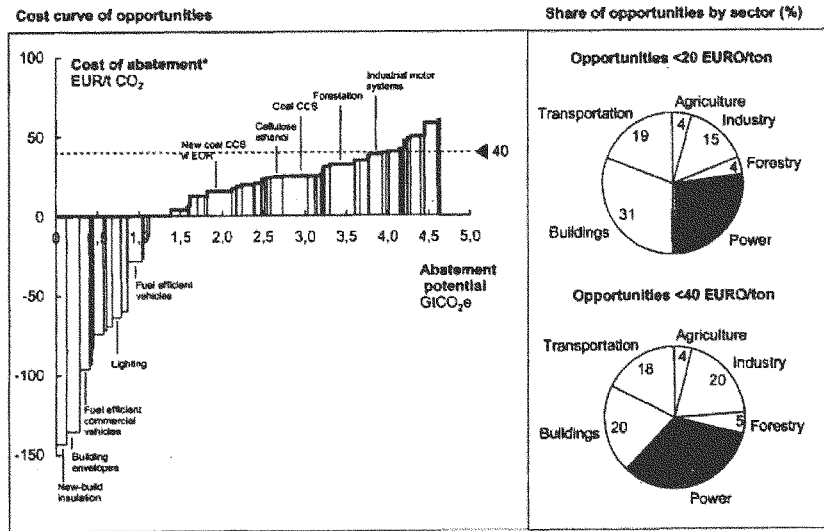 Cost curve of opportunities
Share of opportunities by sector (%)
100
Cost of abatement*
EUR/t CO2
50
0
-50
-100
-150
New coal CCS
w EOR
Cellulose
ethanol
Coal CCS
Forestation
Industrial motor
systems
40
1,0
1,5
2,0
2,5
3,0
3,5
4,0
4,5
5,0
Abatement
potential
GtCO2e
Fuel efficient
vehicles
Lighting
Fuel efficient
commercial
vehicles
Building
envelopes
New-build
insulation
Opportunities <20 EURO/ton
Transportation
19
Agriculture
4
Industry
15
Forestry
4
Buildings
31
Power
Opportunities <40 EURO/ton
Transportation
18
Agriculture
4
Industry
20
Forestry
5
Buildings
20
Power